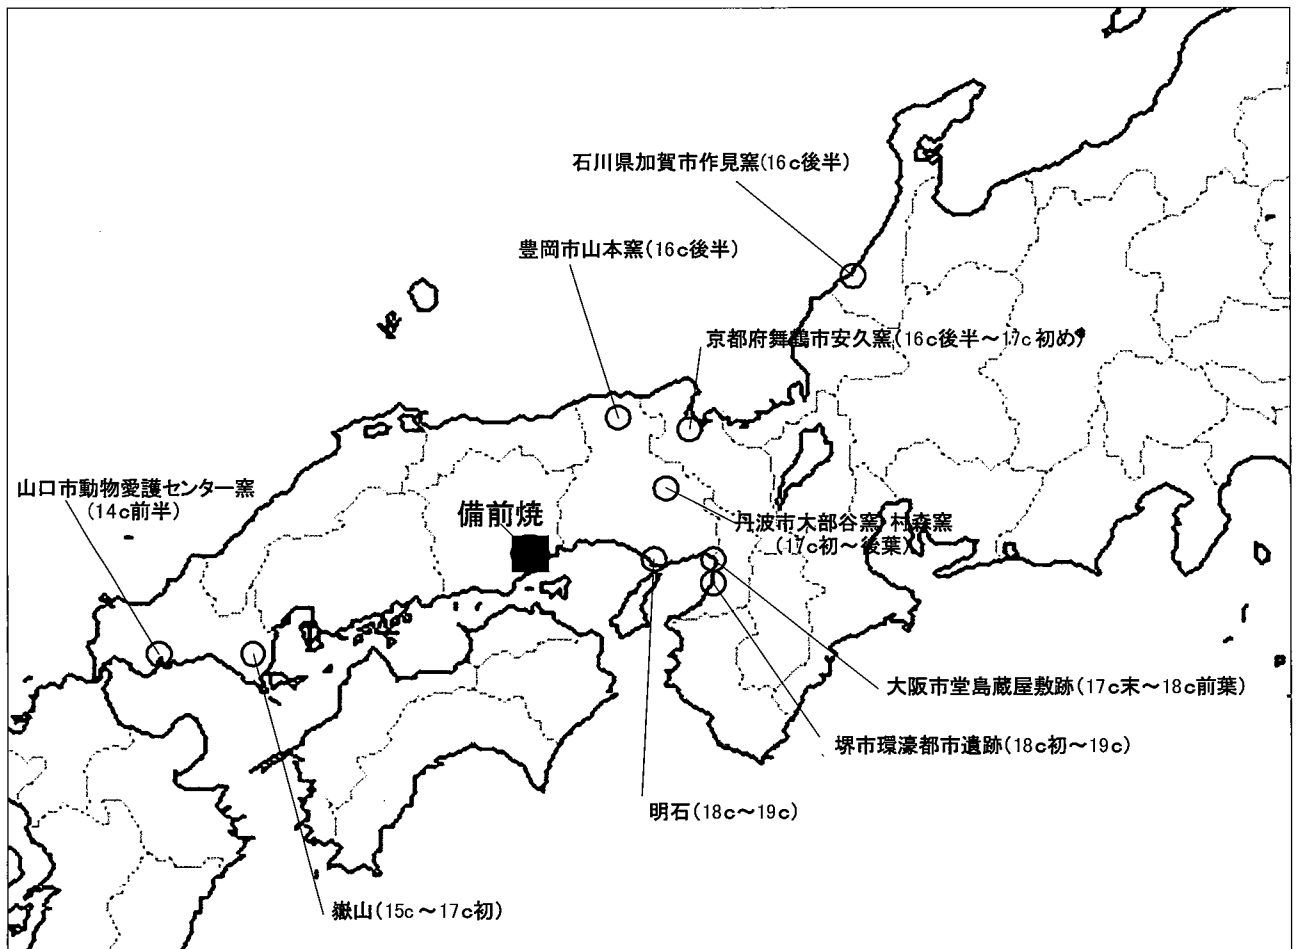 石川県加賀市作見窯(16c後半)
豊岡市山本窯(16c後半)
京都府舞鶴市安久窯(16c後半～17c初め)
山口市動物愛護センター窯
(14c前半)
備前焼
丹波市大部谷窯 村森窯
(17c初～後葉)
大阪市堂島蔵屋敷跡(17c末～18c前葉)
堺市環濠都市遺跡(18c初～19c)
明石(18c～19c)
嶽山(15c～17c初)